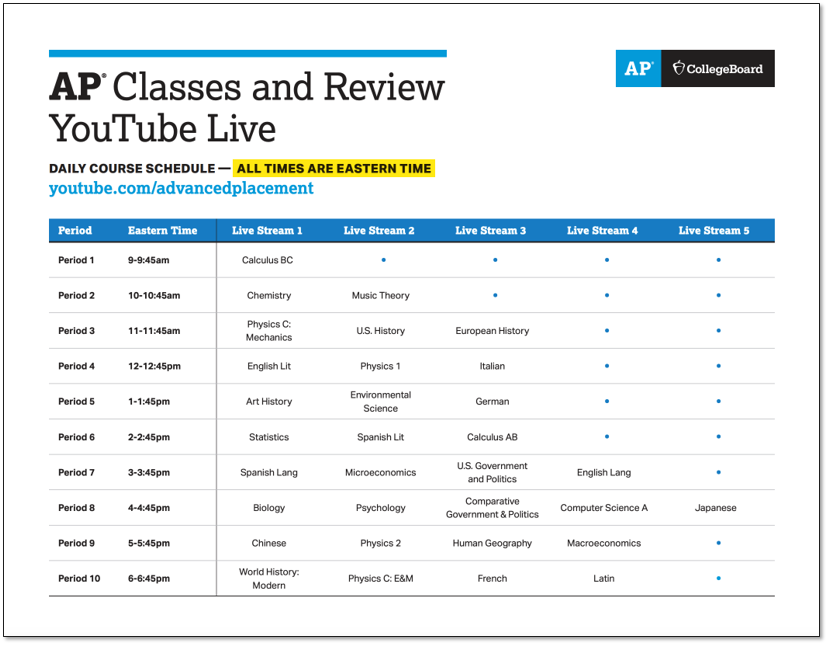 AP® Classes and Review
YouTube Live
AP® CollegeBoard
DAILY COURSE SCHEDULE — ALL TIMES ARE EASTERN TIME
youtube.com/advancedplacement
Period Eastern Time Live Stream 1 Live Stream 2 Live Stream 3 Live Stream 4 Live Stream 5
Period 1 9-9:45am Calculus BC • • • •
Period 2 10-10:45am Chemistry Music Theory • • •
Period 3 11-11:45am Physics C: Mechanics U.S. History European History • •
Period 4 12-12:45pm English Lit Physics 1 Italian • •
Period 5 1-1:45pm Art History Environmental Science German • •
Period 6 2-2:45pm Statistics Spanish Lit Calculus AB • •
Period 7 3-3:45pm Spanish Lang Microeconomics U.S. Government and Politics English Lang •
Period 8 4-4:45pm Biology Psychology Comparative Government & Politics Computer Science A Japanese
Period 9 5-5:45pm Chinese Physics 2 Human Geography Macroeconomics •
Period 10 6-6:45pm World History: Modern Physics C: E&M French Latin •